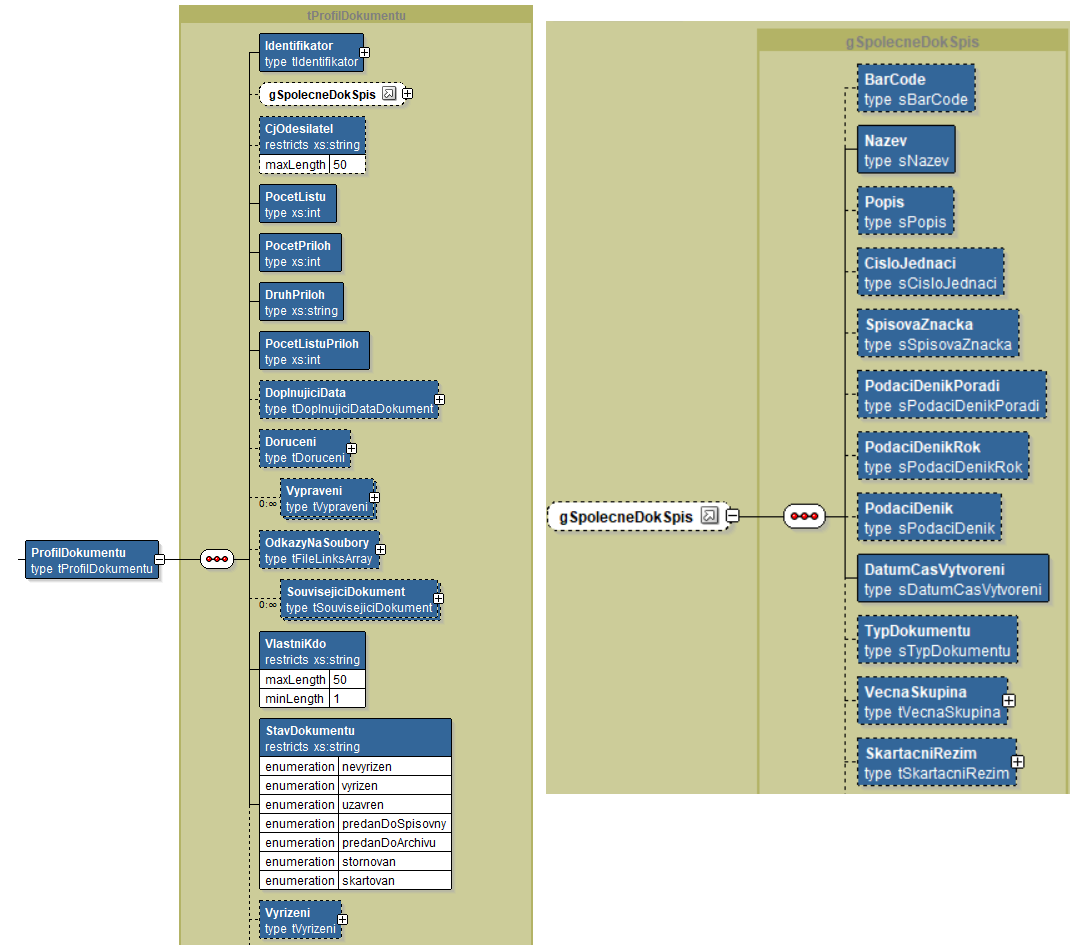 tProfilDokumentu
Identifikator
type tIdentifikator
gSpolecneDokSpis
CjOdesilatel
restricts xs:string
maxLength 50
PocetListu
type xs:int
PocetPriloh
type xs:int
DruhPriloh
type xs:string
PocetListuPriloh
type xs:int
DoplnujiciData
type tDoplnujiciDataDokument
Doruceni
type tDoruceni
Vypraveni
type tVypraveni
0:∞
OdkazyNaSoubory
type tFileLinksArray
ProfilDokumentu
type tProfilDokumentu
SouvisejiciDokument
type tSouvisejiciDokument
0:∞
VlastniKdo
restricts xs:string
maxLength 50
minLength 1
StavDokumentu
restricts xs:string
enumeration nevyrizen
enumeration vyrizen
enumeration uzavren
enumeration predanDoSpisovny
enumeration predanDoArchivu
enumeration stornovan
enumeration skartovan
Vyrizeni
type tVyrizeni
gSpolecneDokSpis
BarCode
type sBarCode
Nazev
type sNazev
Popis
type sPopis
CisloJednaci
type sCisloJednaci
SpisovaZnacka
type sSpisovaZnacka
PodaciDenikPoradi
type sPodaciDenikPoradi
PodaciDenikRok
type sPodaciDenikRok
gSpolecneDokSpis
PodaciDenik
type sPodaciDenik
DatumCasVytvoreni
type sDatumCasVytvoreni
TypDokumentu
type sTypDokumentu
VecnaSkupina
type tVecnaSkupina
SkartacniRezim
type tSkartacniRezim